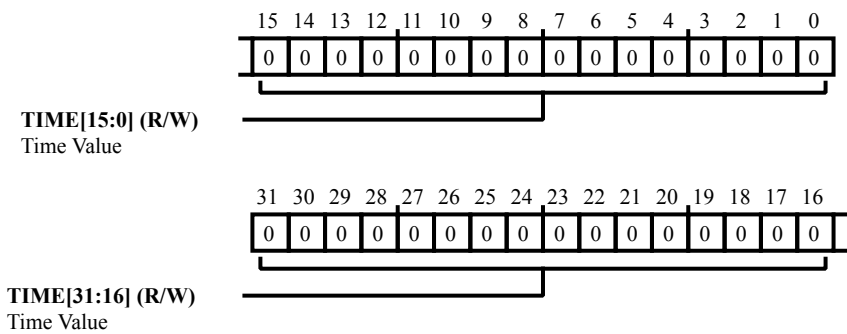 15 14 13 12 11 10 9 8 7 6 5 4 3 2 1 0
0 0 0 0 0 0 0 0 0 0 0 0 0 0 0 0
TIME[15:0] (R/W)
Time Value
31 30 29 28 27 26 25 24 23 22 21 20 19 18 17 16
0 0 0 0 0 0 0 0 0 0 0 0 0 0 0 0
TIME[31:16] (R/W)
Time Value